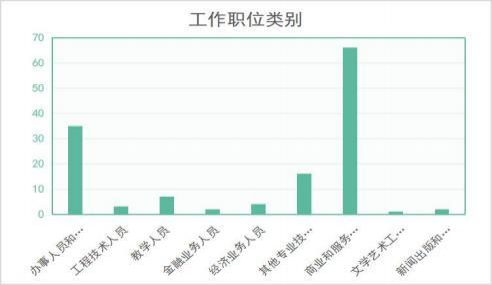 工作职位类别
70
60
50
40
30
20
10
0
办事人员和...
工程技术人员
教学人员
金融业务人员
经济业务人员
其他专业技...
商业和服务...
文学艺术工...
新闻出版和...